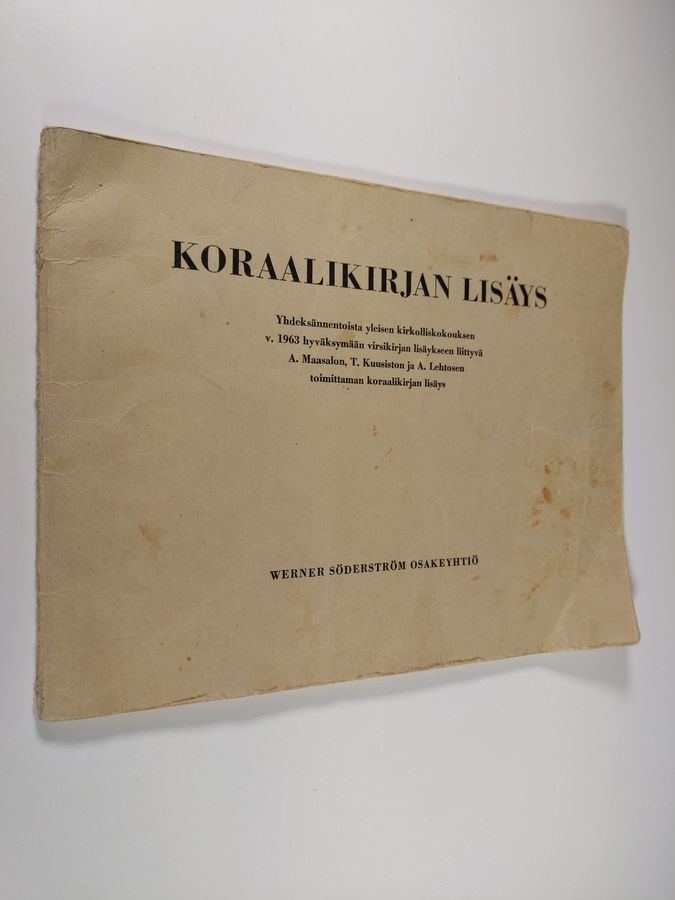 KORAALIKIRJAN LISÄYS
Yhdeksännentoista yleisen kirkolliskokouksen
v. 1963 hyväksymään virsikirjan lisäykseen liittyvä
A. Maasalon, T. Kuusiston ja A. Lehtosen
toimittaman koraalikirjan lisäys
WERNER SÖDERSTRÖM OSAKEYHTIÖ